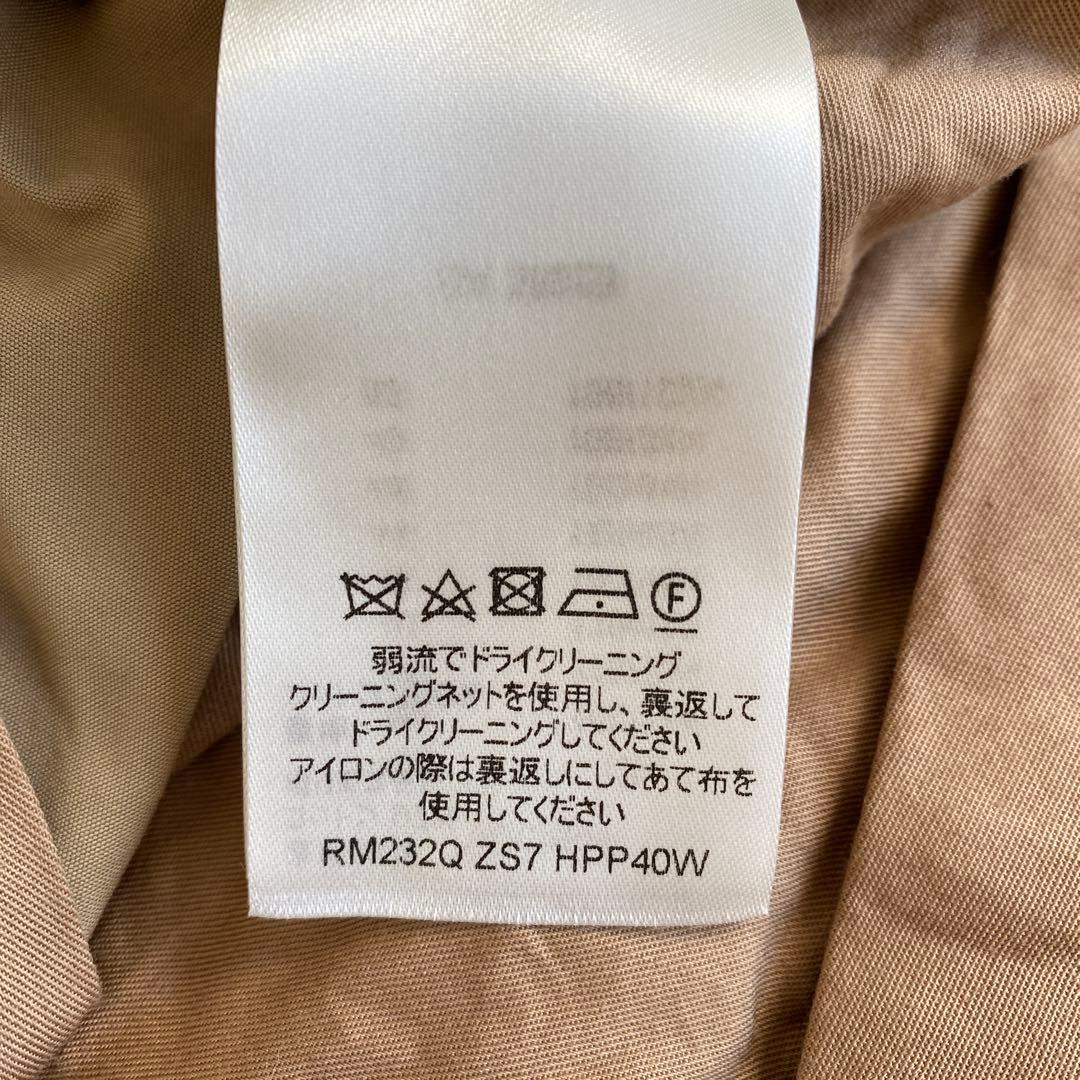 F
弱流でドライクリーニング
クリーニングネットを使用し、裏返して
ドライクリーニングしてください
アイロンの際は裏返しにしてあて布を
使用してください
RM232Q ZS7 HPP40W